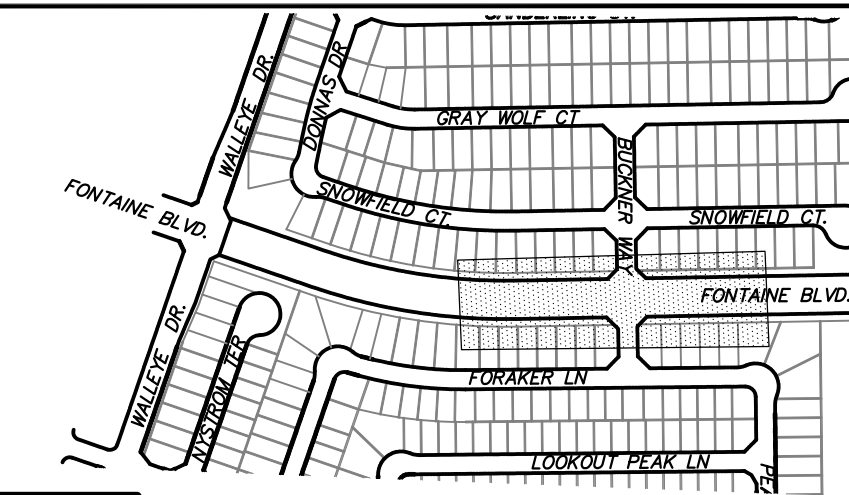 WALLEYE DR.
DONNAS DR
GRAY WOLF CT
BUCKNER WAY
FONTAINE BLVD.
SNOWFIELD CT.
SNOWFIELD CT.
FONTAINE BLVD.
WALLEYE DR.
NYSTROM TER
FORAKER LN
LOOKOUT PEAK LN